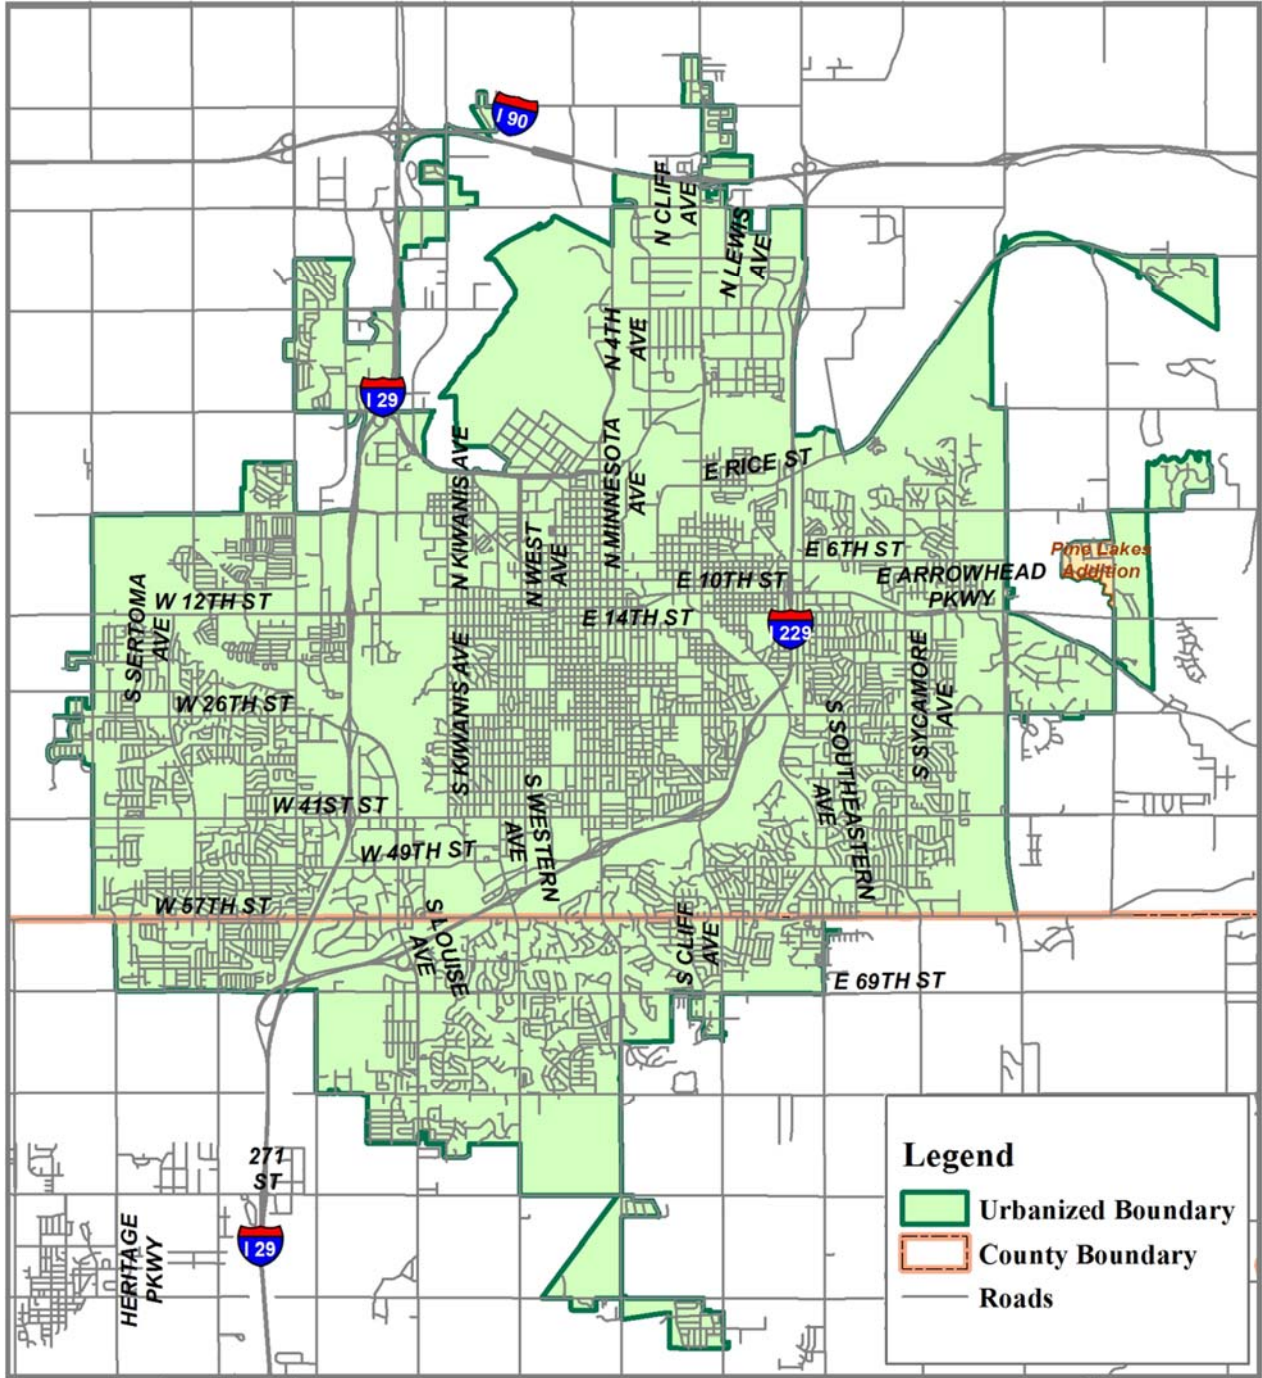 I 90
N CLIFF
AVE
N LEWIS
AVE
N 4TH
AVE
I 29
N KIWANIS AVE
N MINNESOTA
AVE
E RICE ST
N WEST
AVE
E 6TH ST
Pine Lakes
Addition
E 10TH ST
E ARROWHEAD
PKWY
S SERTOMA
AVE
W 12TH ST
E 14TH ST
I 229
S KIWANIS AVE
S SYCAMORE
AVE
W 26TH ST
S SOUTHEASTERN
AVE
W 41ST ST
S WESTERN
AVE
W 49TH ST
W 57TH ST
S LOUISE
AVE
S CLIFF
AVE
E 69TH ST
271
ST
HERITAGE
PKWY
I 29
Legend
Urbanized Boundary
County Boundary
Roads